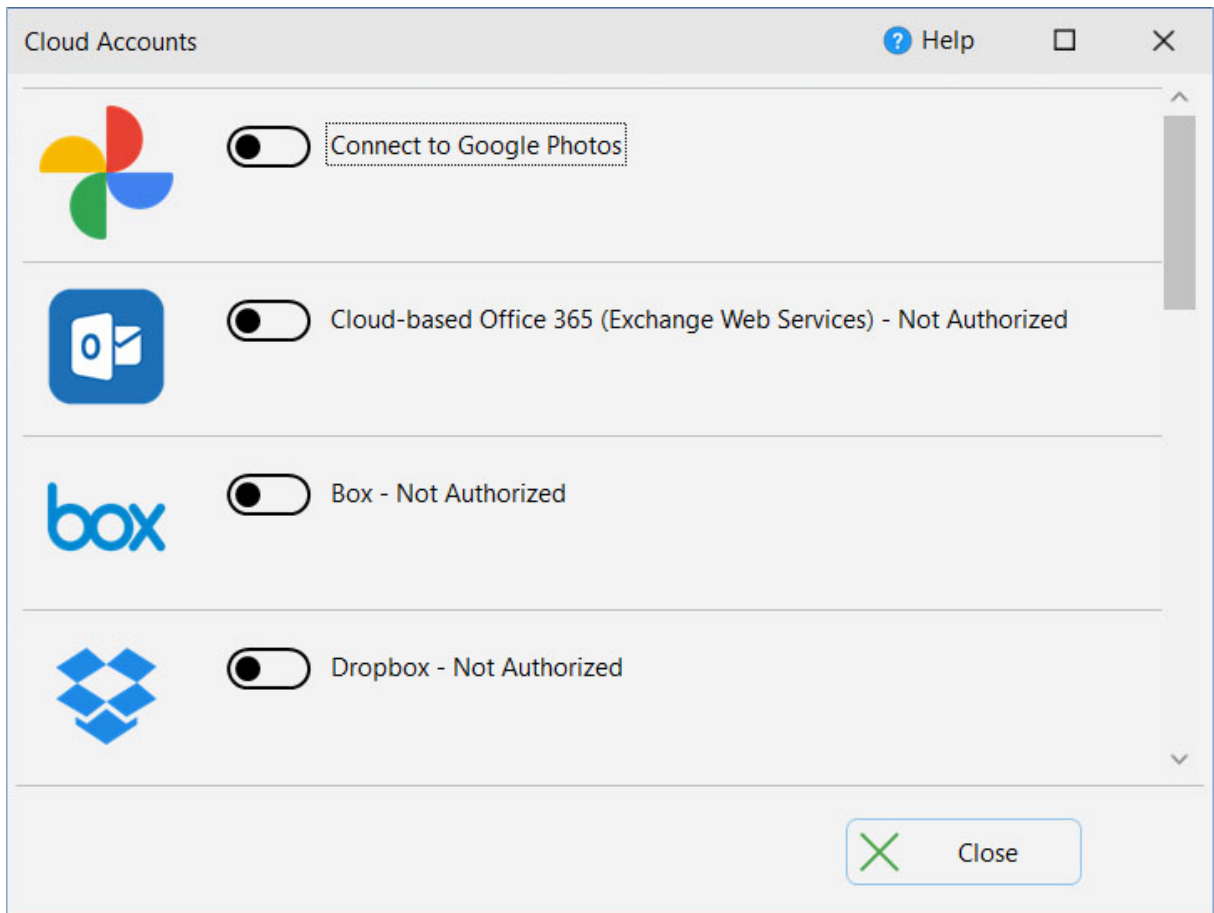 Cloud Accounts
? Help
Connect to Google Photos
O
Cloud-based Office 365 (Exchange Web Services) - Not Authorized
box
Box - Not Authorized
Dropbox - Not Authorized
Close